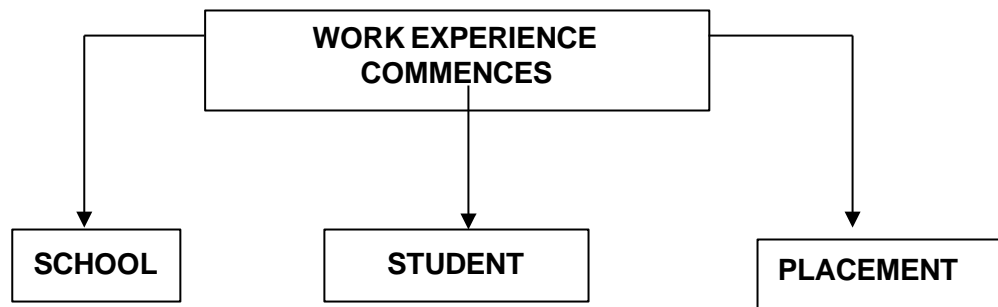 WORK EXPERIENCE
COMMENCES
SCHOOL
STUDENT
PLACEMENT